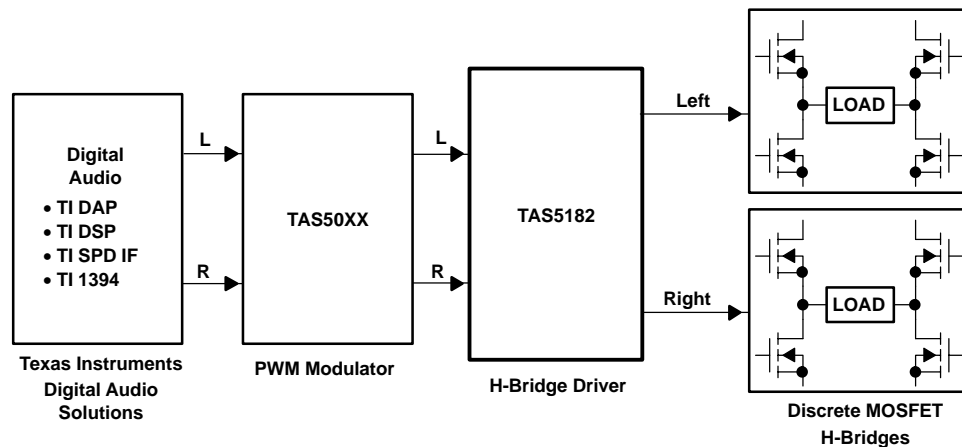 Digital
Audio
• TI DAP
• TI DSP
• TI SPD IF
• TI 1394
Texas Instruments
Digital Audio
Solutions
L
R
TAS50XX
PWM Modulator
L
R
TAS5182
H-Bridge Driver
Left
Right
LOAD
LOAD
Discrete MOSFET
H-Bridges